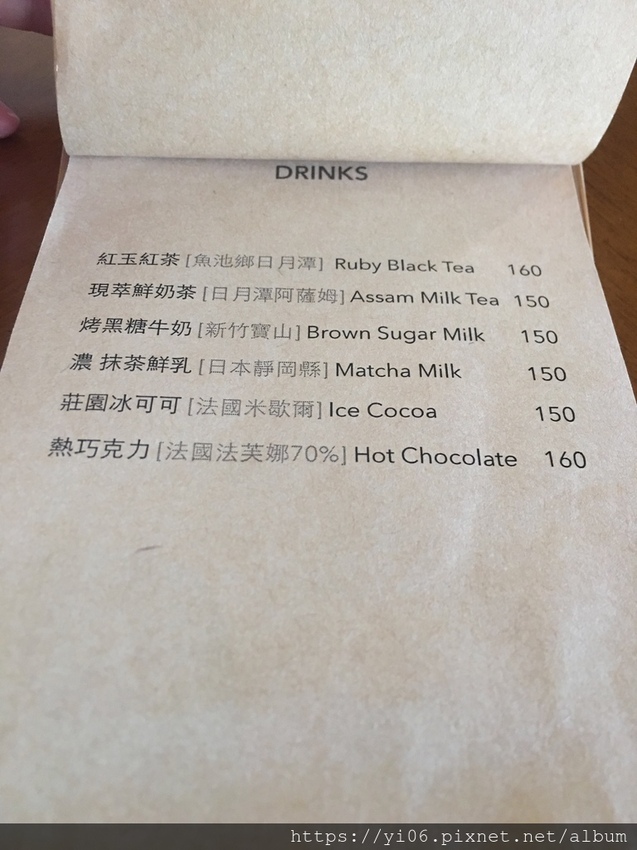 DRINKS
紅玉紅茶 [魚池鄉日月潭] Ruby Black Tea 160
現萃鮮奶茶 [日月潭阿薩姆] Assam Milk Tea 150
烤黑糖牛奶 [新竹寶山] Brown Sugar Milk 150
濃 抹茶鮮乳 [日本靜岡縣] Matcha Milk 150
莊園冰可可 [法國米歇爾] Ice Cocoa 150
熱巧克力 [法國法芙娜70%] Hot Chocolate 160
https://yi06.pixnet.net/album